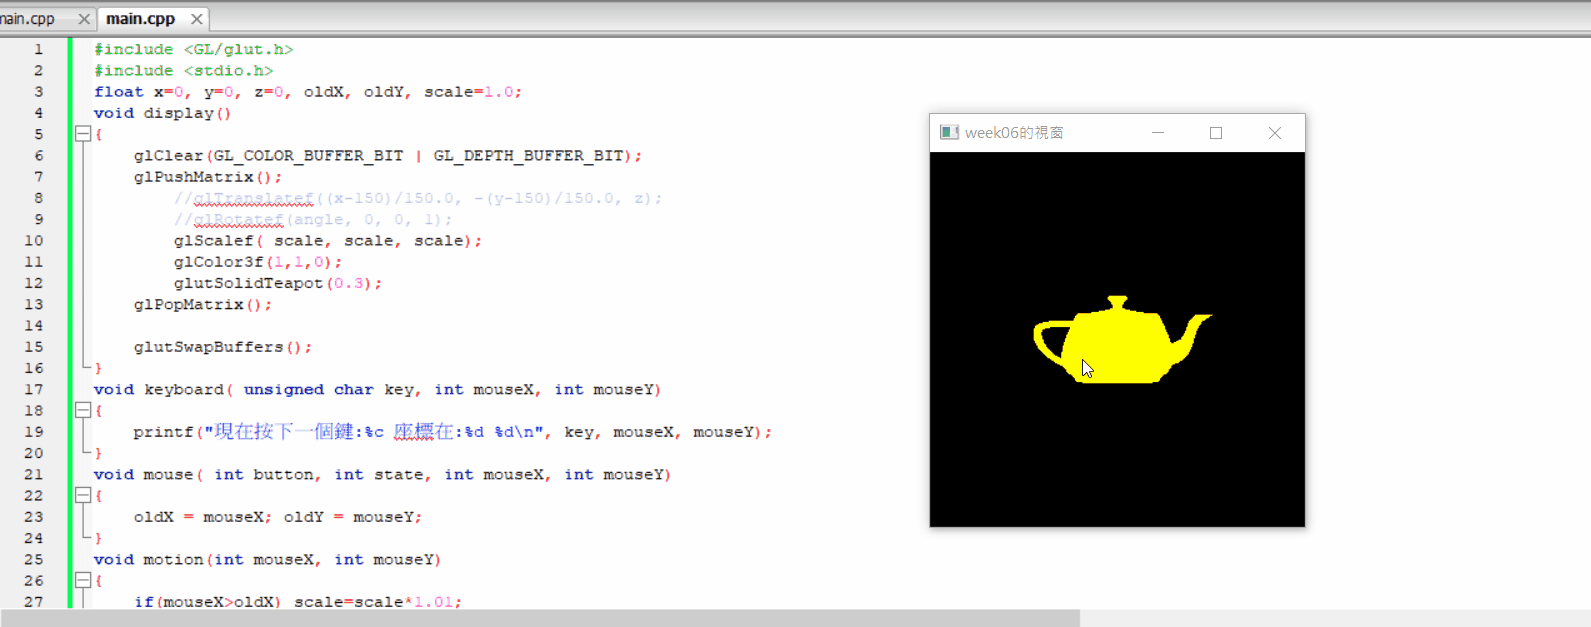 main.cpp
main.cpp
1 #include <GL/glut.h>
2 #include <stdio.h>
3 float x=0, y=0, z=0, oldX, oldY, scale=1.0;
4 void display()
5 {
6 glClear(GL_COLOR_BUFFER_BIT | GL_DEPTH_BUFFER_BIT);
7 glPushMatrix();
8 //glTranslatef((x-150)/150.0, -(y-150)/150.0, z);
9 //glRotatef(angle, 0, 0, 1);
10 glScalef( scale, scale, scale);
11 glColor3f(1,1,0);
12 glutSolidTeapot(0.3);
13 glPopMatrix();
14
15 glutSwapBuffers();
16 }
17 void keyboard( unsigned char key, int mouseX, int mouseY)
18 {
19 printf("現在按下一個鍵:%c 座標在:%d %d\n", key, mouseX, mouseY);
20 }
21 void mouse( int button, int state, int mouseX, int mouseY)
22 {
23 oldX = mouseX; oldY = mouseY;
24 }
25 void motion(int mouseX, int mouseY)
26 {
27 if(mouseX>oldX) scale=scale*1.01;
week06的視窗